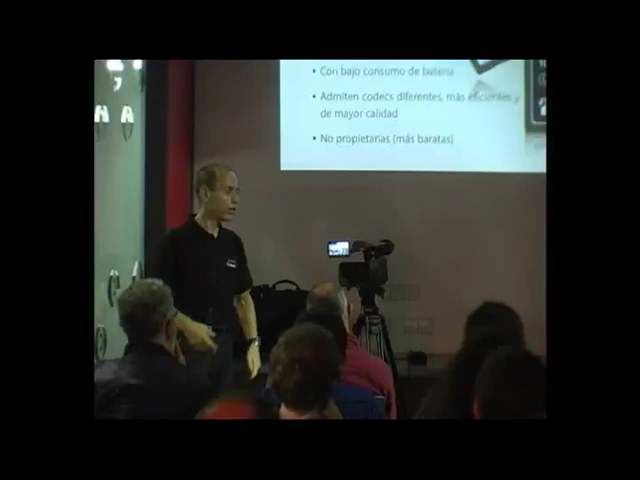 • Con bajo consumo de batería
• Admiten codecs diferentes, más eficientes y
de mayor calidad
• No propietarias (más baratas)